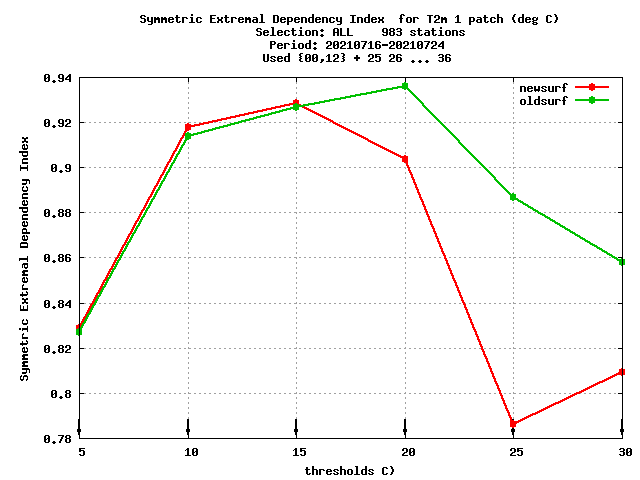 Symmetric Extremal Dependency Index  for T2m 1 patch (deg C)
Selection: ALL    983 stations
Period: 20210716-20210724
Used {00,12} + 25 26 ... 36
newsurf
oldsurf
Symmetric Extremal Dependency Index
0.94
0.92
0.9
0.88
0.86
0.84
0.82
0.8
0.78
5
10
15
20
25
30
thresholds C)